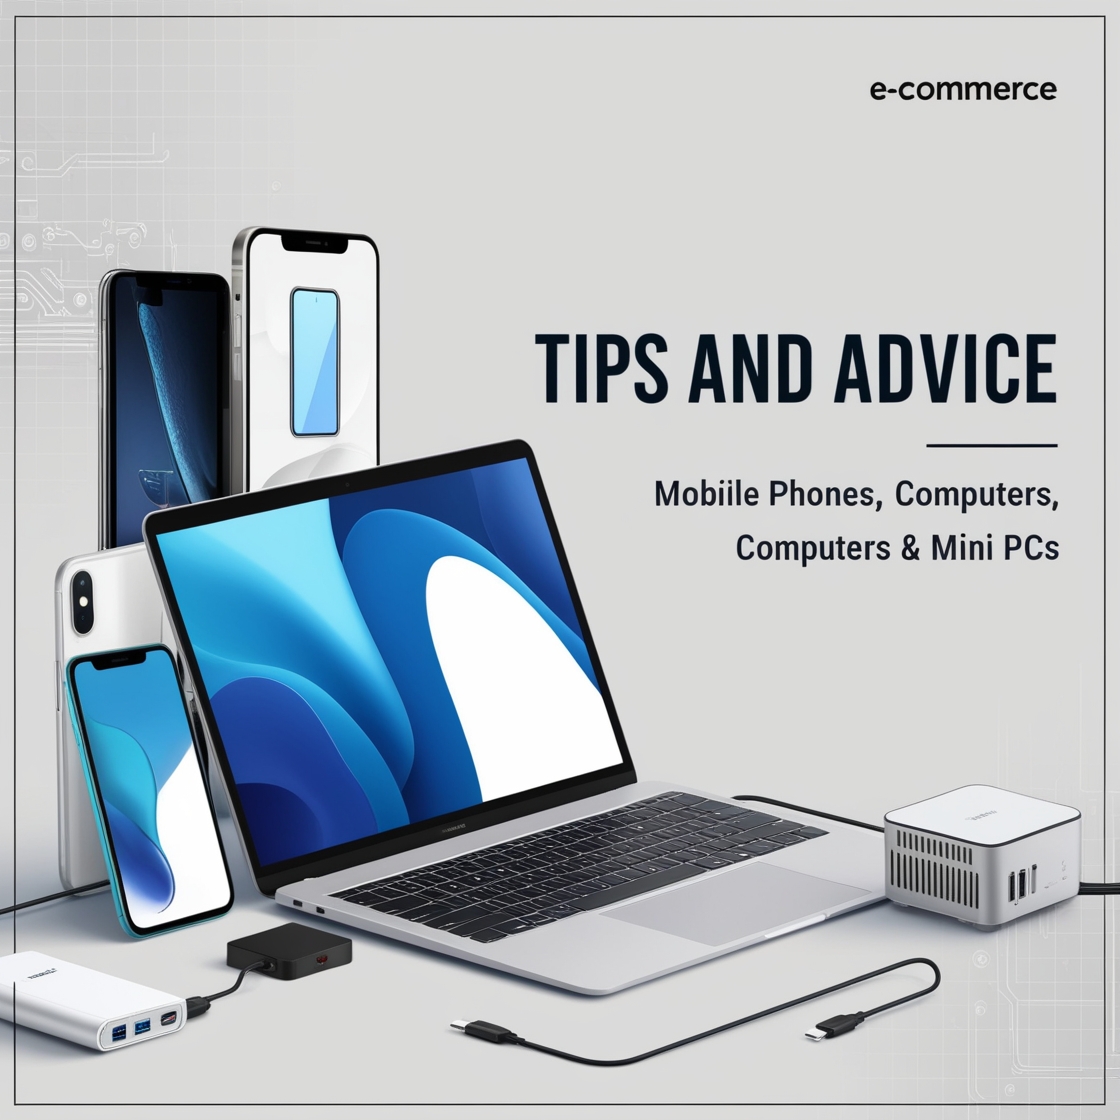 e-commerce
TIPS AND ADVICE
Mobiile Phones, Computers,
Computers & Mini PCs